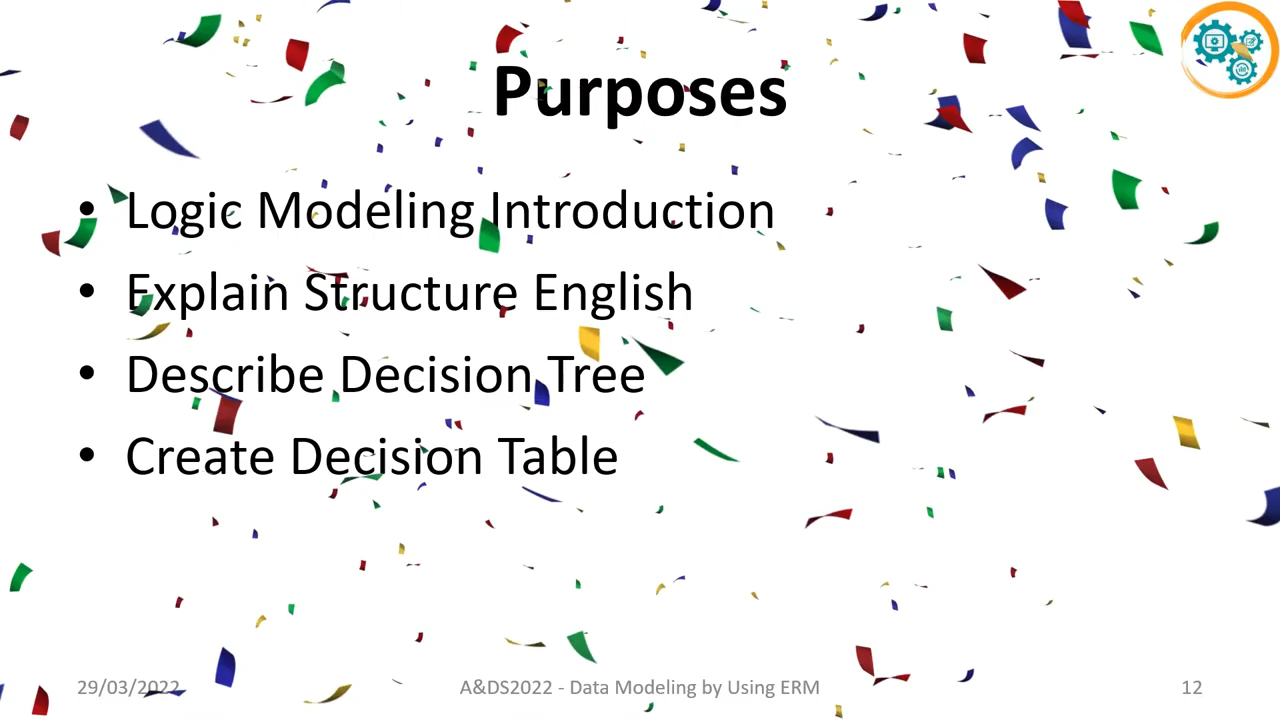 Purposes
• Logic Modeling Introduction
• Explain Structure English
• Describe Decision Tree
• Create Decision Table
29/03/2022 A&DS2022 - Data Modeling by Using ERM 12